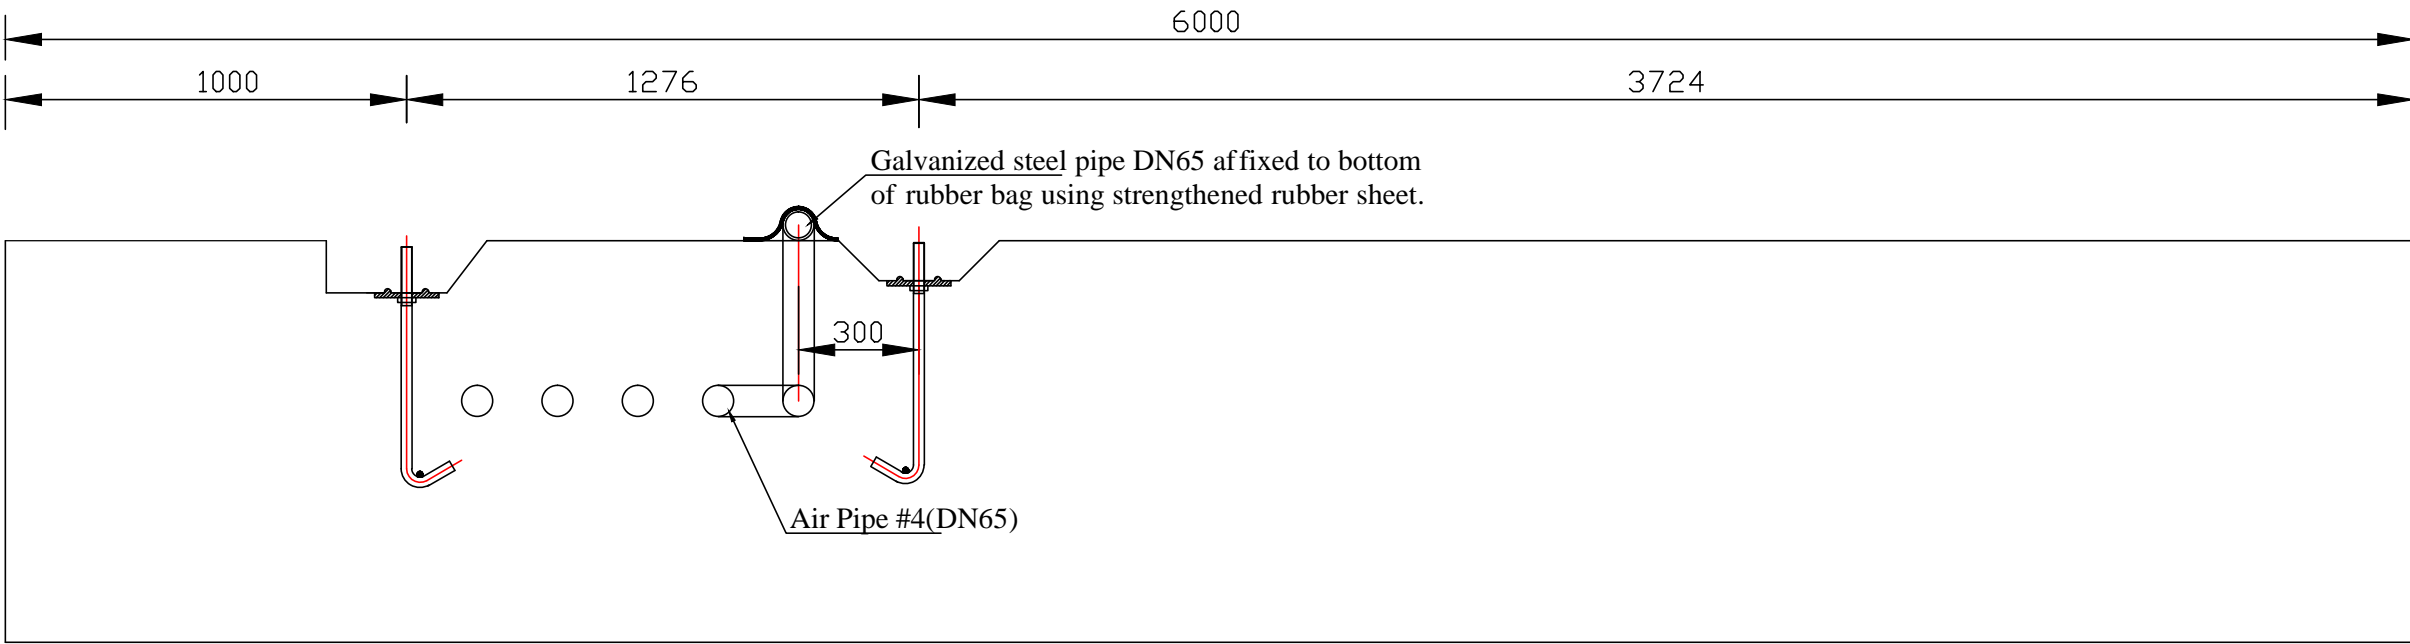 6000
1000
1276
3724
Galvanized steel pipe DN65 affixed to bottom
of rubber bag using strengthened rubber sheet.
300
Air Pipe #4(DN65)